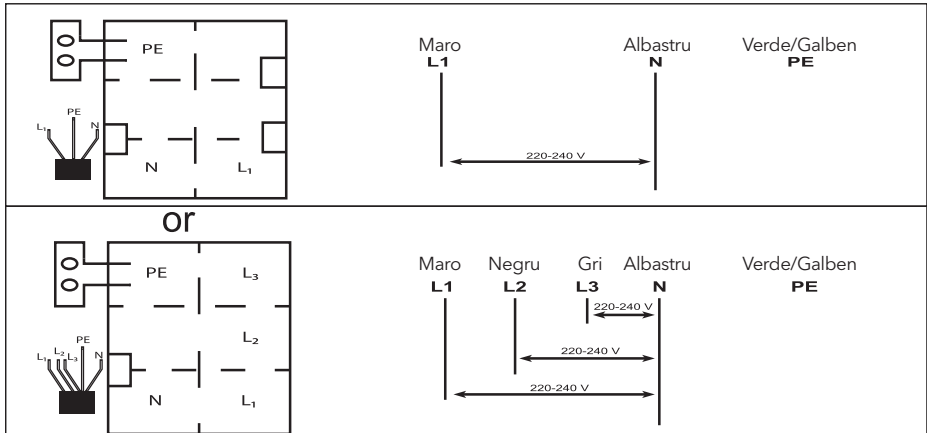 PE
L₁ PE N
N L₁
Maro Albastru Verde/Galben
L1 N PE
220-240 V
or
PE L₃
L₂
L₁ L₂ L₃ PE N
N L₁
Maro Negru Gri Albastru Verde/Galben
L1 L2 L3 N PE
220-240 V
220-240 V
220-240 V